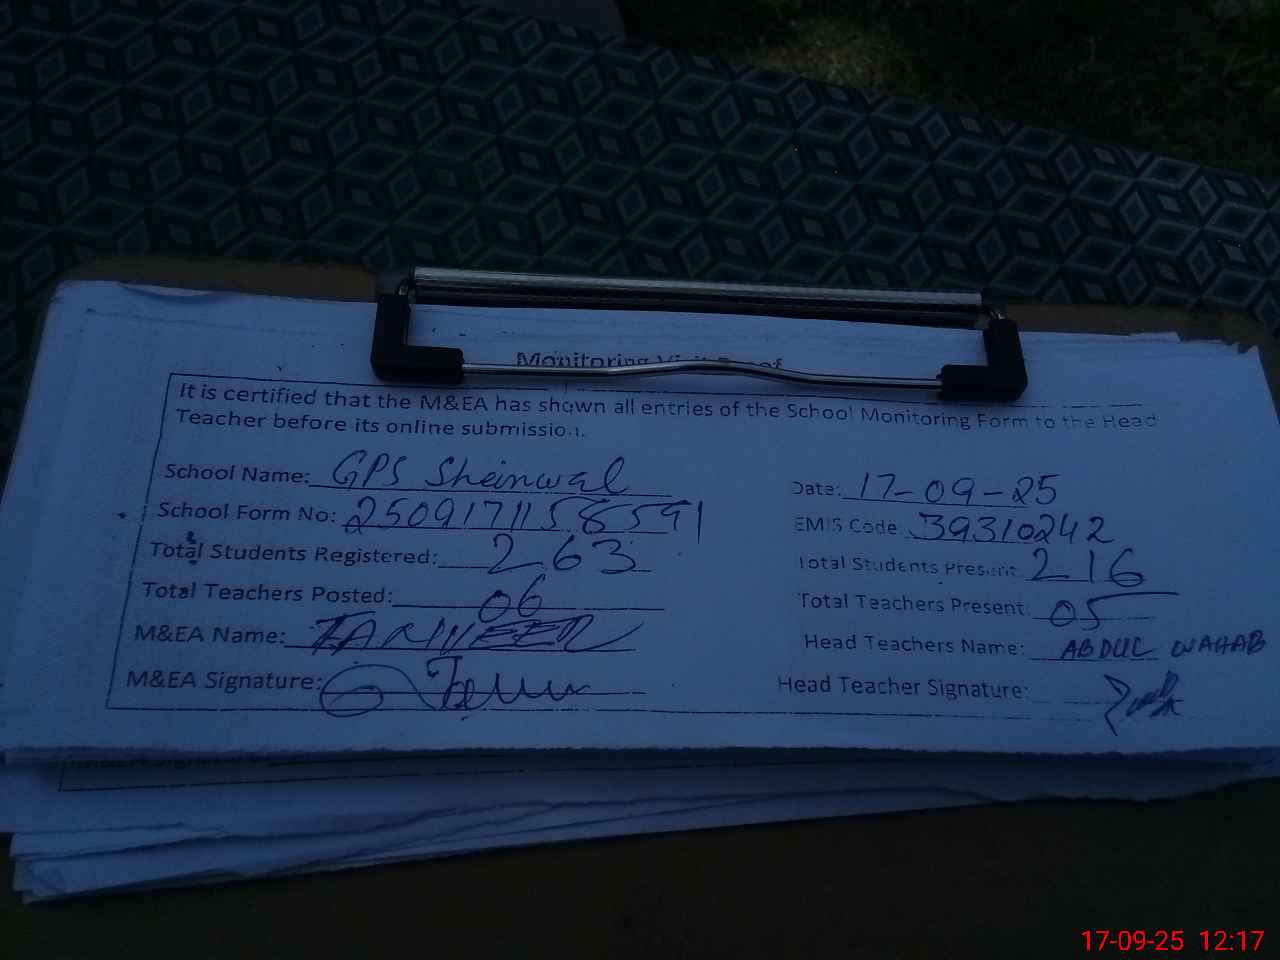 Monitoring Visit Proof
It is certified that the M&EA has shown all entries of the School Monitoring Form to the Head
Teacher before its online submission.
School Name: GPS Sheinwal
Date: 17-09-25
School Form No: 2509171158591
EMIS Code: 39310242
Total Students Registered: 263
Total Students Present: 216
Total Teachers Posted: 06
Total Teachers Present: 05
M&EA Name: TANVEER
Head Teachers Name: ABDUL WAHAB
M&EA Signature:
Head Teacher Signature:
17-09-25 12:17